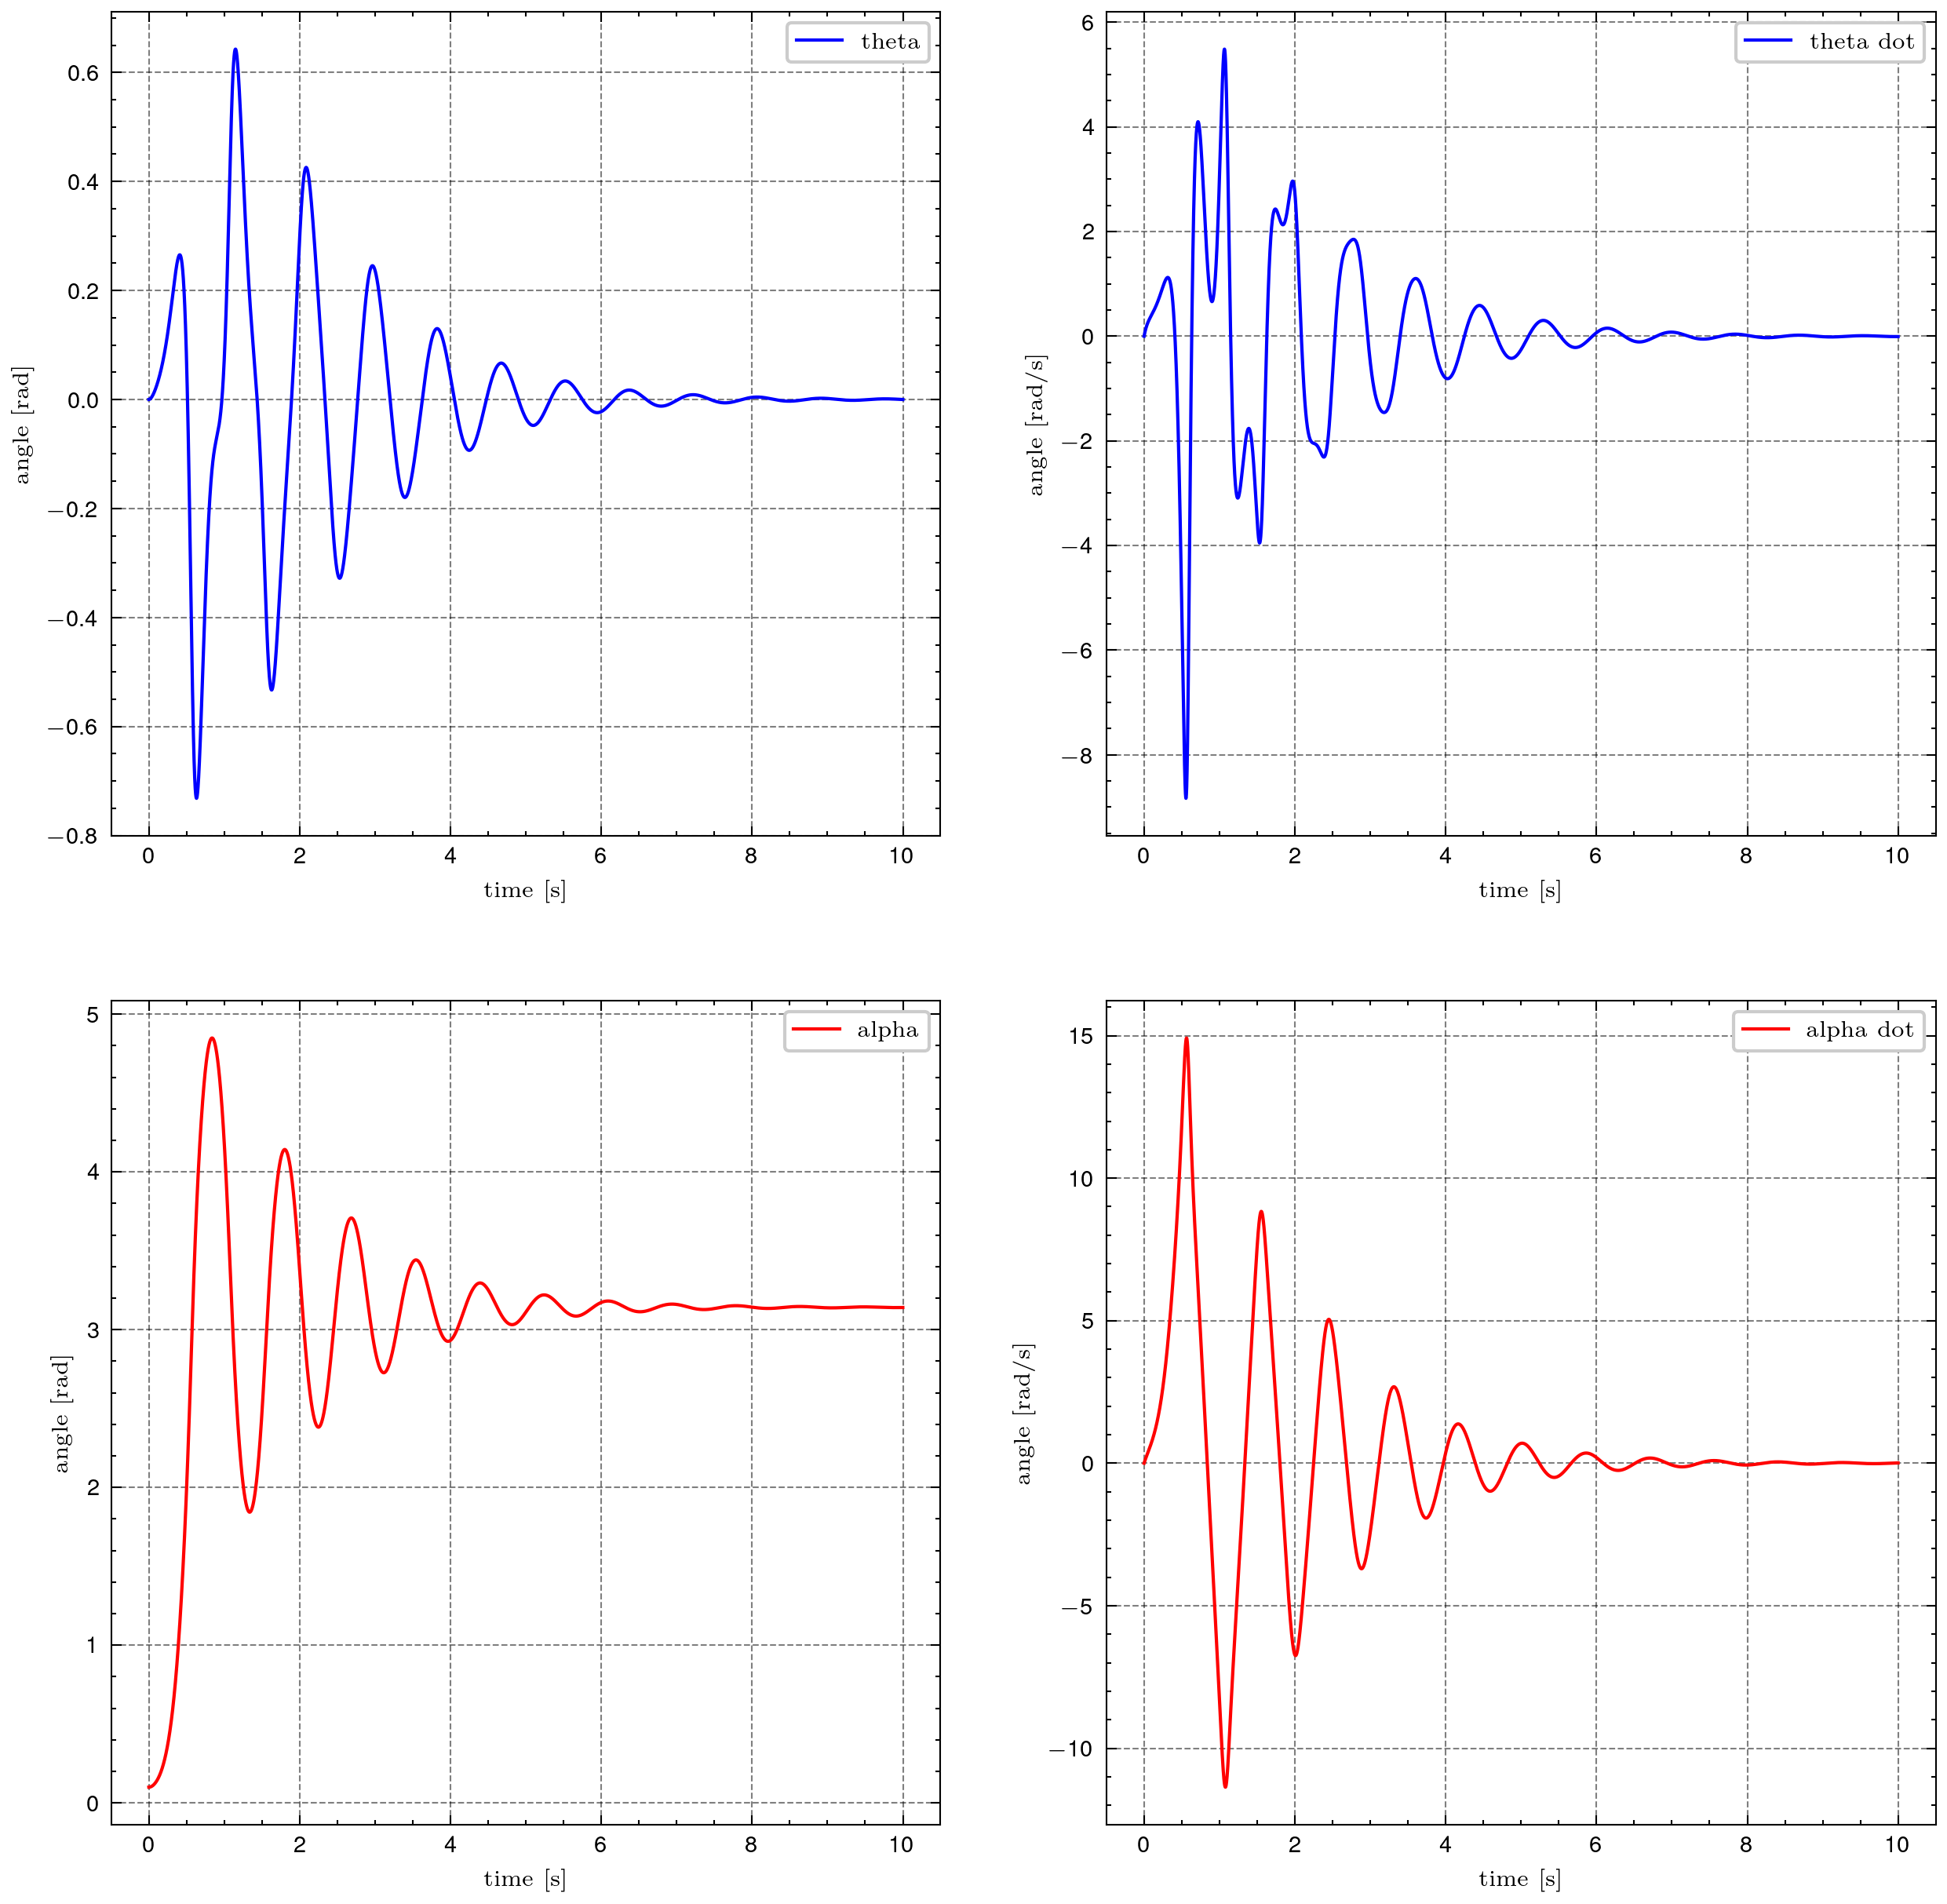 theta
0.6
0.4
0.2
0.0
−0.2
−0.4
−0.6
−0.8
angle [rad]
0 2 4 6 8 10
time [s]
theta dot
6
4
2
0
−2
−4
−6
−8
angle [rad/s]
0 2 4 6 8 10
time [s]
alpha
5
4
3
2
1
0
angle [rad]
0 2 4 6 8 10
time [s]
alpha dot
15
10
5
0
−5
−10
angle [rad/s]
0 2 4 6 8 10
time [s]